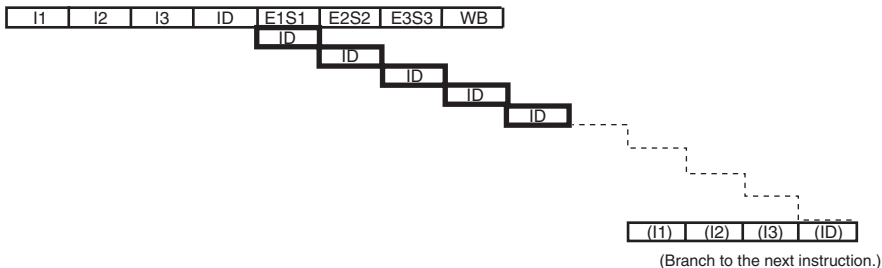 I1 I2 I3 ID E1S1 E2S2 E3S3 WB
ID
ID
ID
ID
ID
(I1) (I2) (I3) (ID)
(Branch to the next instruction.)